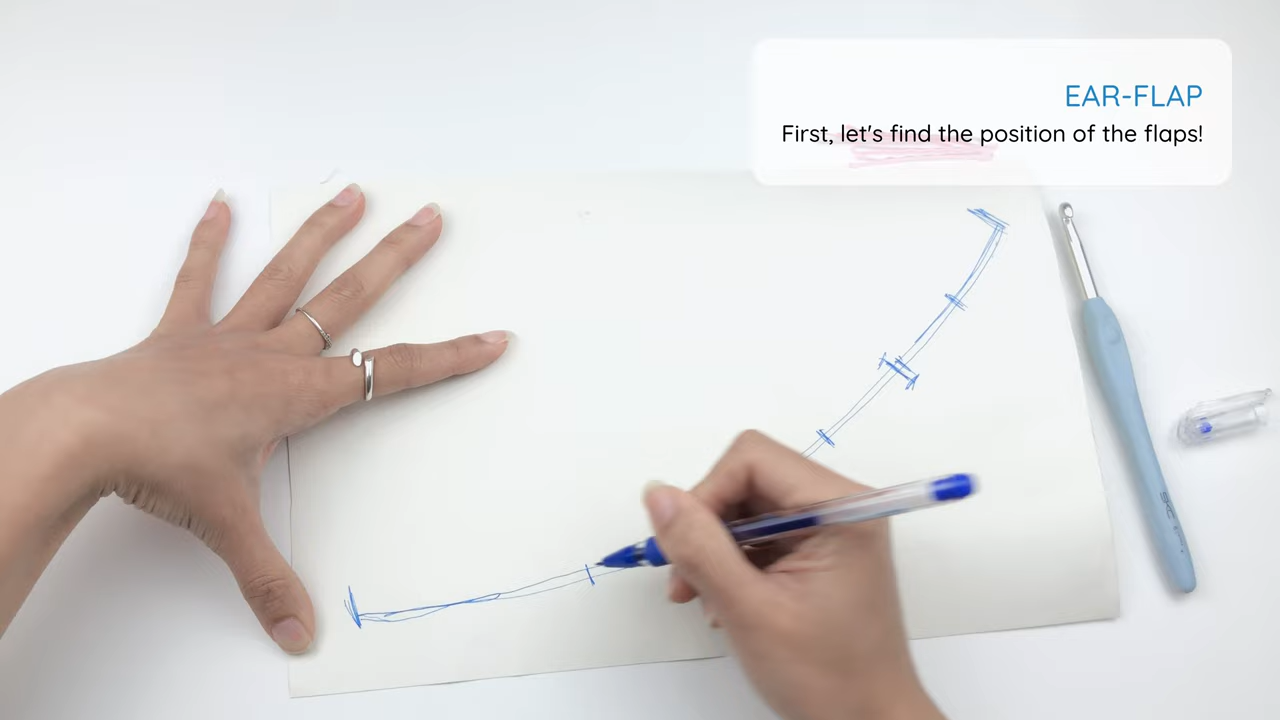 EAR-FLAP
First, let's find the position of the flaps!